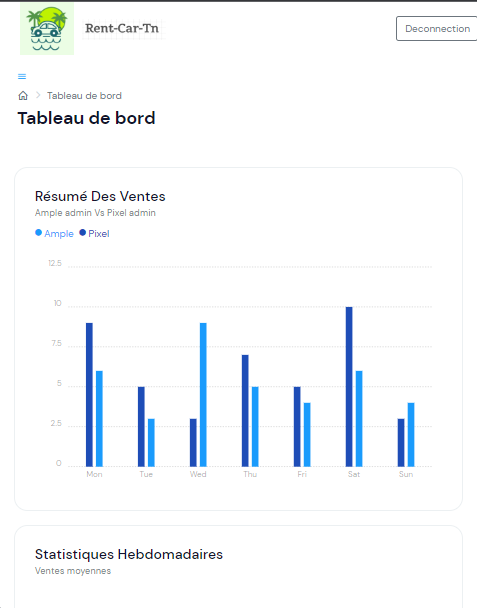 Rent-Car-Tn
Deconnection
Tableau de bord
Tableau de bord
Résumé Des Ventes
Ample admin Vs Pixel admin
Ample Pixel
12.5
10
7.5
5
2.5
0
Mon Tue Wed Thu Fri Sat Sun
Statistiques Hebdomadaires
Ventes moyennes